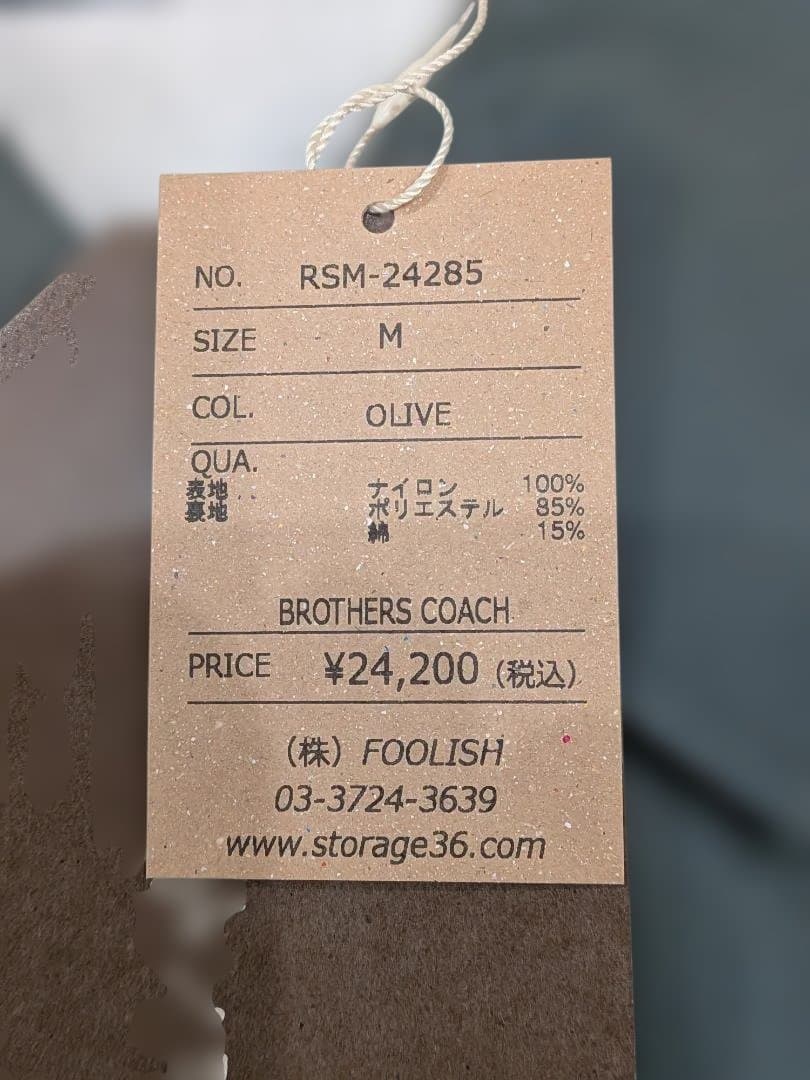 NO. RSM-24285
SIZE M
COL. OLIVE
QUA.
表地 ナイロン 100%
裏地 ポリエステル 85%
綿 15%
BROTHERS COACH
PRICE ¥24,200 (税込)
(株) FOOLISH
03-3724-3639
www.storage36.com